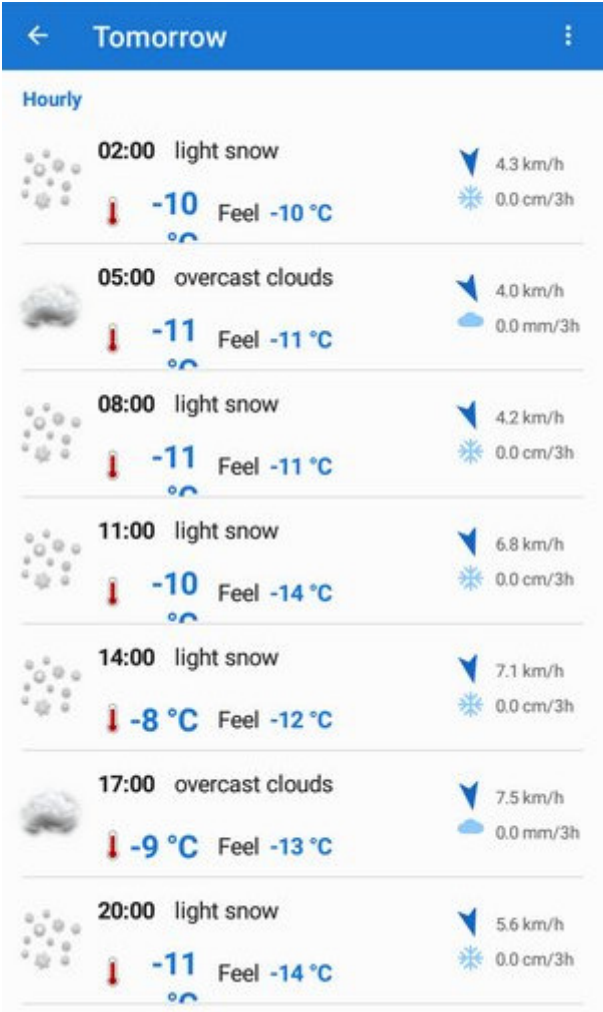 Tomorrow
Hourly
02:00 light snow
4.3 km/h
-10 °C Feel -10 °C
0.0 cm/3h
05:00 overcast clouds
4.0 km/h
-11 °C Feel -11 °C
0.0 mm/3h
08:00 light snow
4.2 km/h
-11 °C Feel -11 °C
0.0 cm/3h
11:00 light snow
6.8 km/h
-10 °C Feel -14 °C
0.0 cm/3h
14:00 light snow
7.1 km/h
-8 °C Feel -12 °C
0.0 cm/3h
17:00 overcast clouds
7.5 km/h
-9 °C Feel -13 °C
0.0 mm/3h
20:00 light snow
5.6 km/h
-11 °C Feel -14 °C
0.0 cm/3h